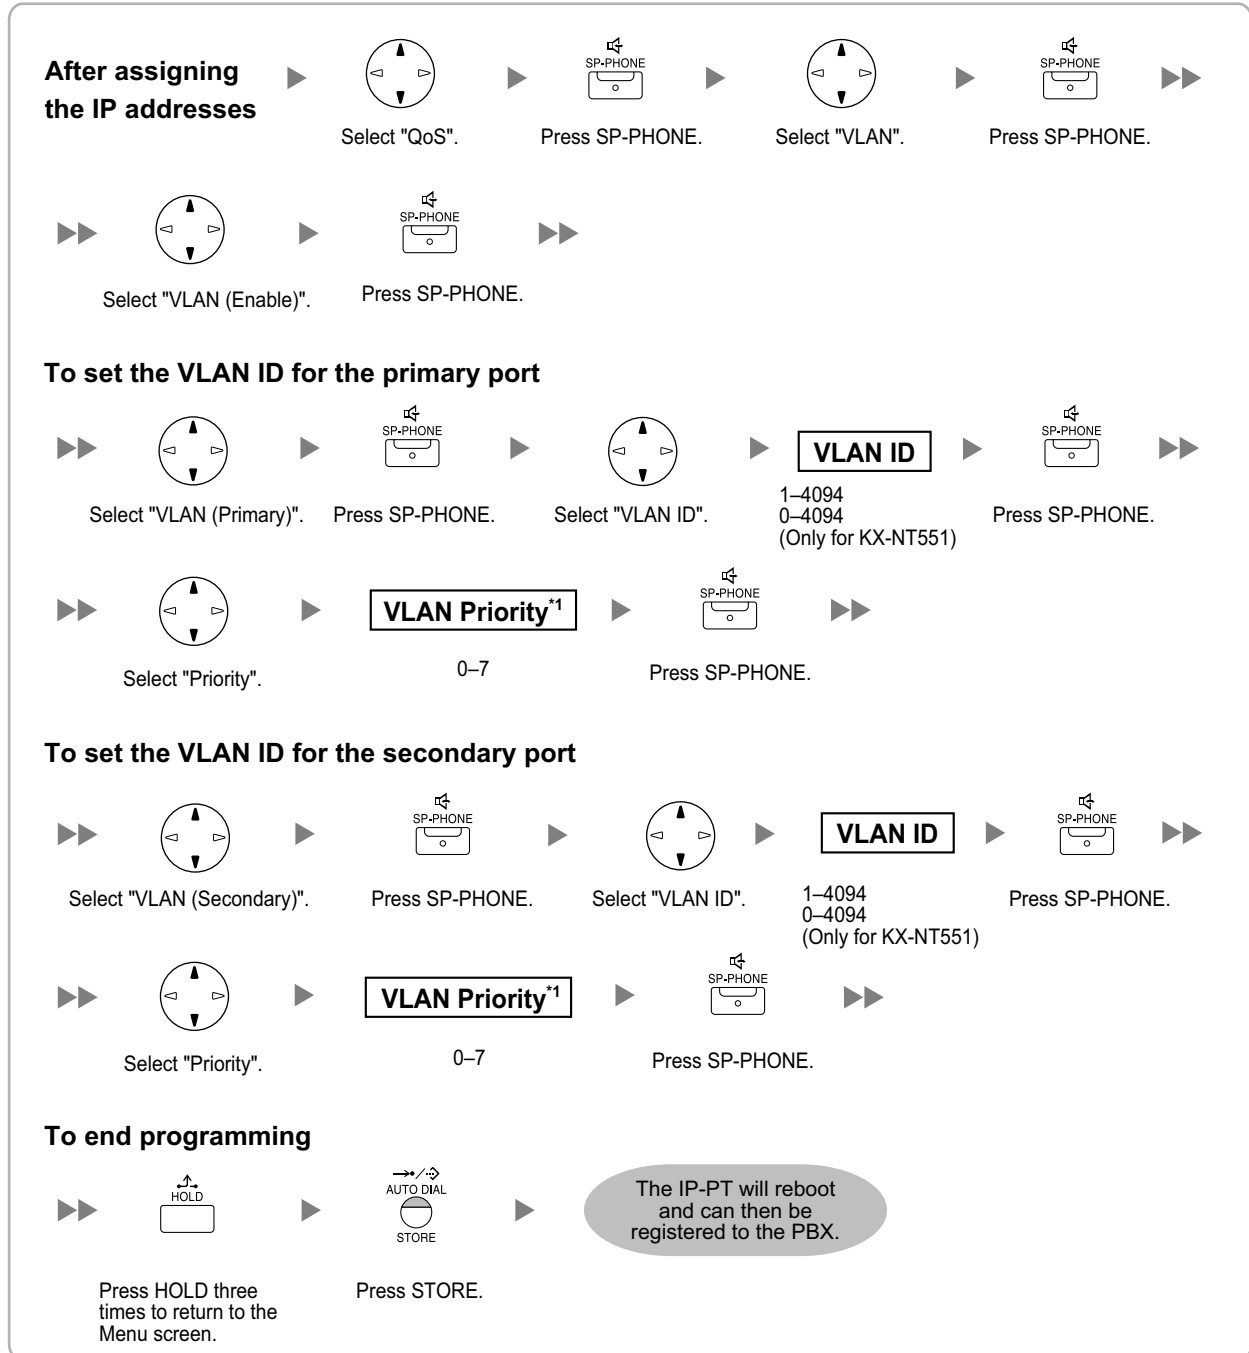 After assigning
the IP addresses
SP-PHONE
SP-PHONE
Select "QoS".
Press SP-PHONE.
Select "VLAN".
Press SP-PHONE.
SP-PHONE
Select "VLAN (Enable)".
Press SP-PHONE.
To set the VLAN ID for the primary port
SP-PHONE
VLAN ID
SP-PHONE
Select "VLAN (Primary)".
Press SP-PHONE.
Select "VLAN ID".
1–4094
0–4094
(Only for KX-NT551)
Press SP-PHONE.
VLAN Priority*1
SP-PHONE
Select "Priority".
0–7
Press SP-PHONE.
To set the VLAN ID for the secondary port
SP-PHONE
VLAN ID
SP-PHONE
Select "VLAN (Secondary)".
Press SP-PHONE.
Select "VLAN ID".
1–4094
0–4094
(Only for KX-NT551)
Press SP-PHONE.
VLAN Priority*1
SP-PHONE
Select "Priority".
0–7
Press SP-PHONE.
To end programming
HOLD
AUTO DIAL
STORE
The IP-PT will reboot
and can then be
registered to the PBX.
Press HOLD three
times to return to the
Menu screen.
Press STORE.